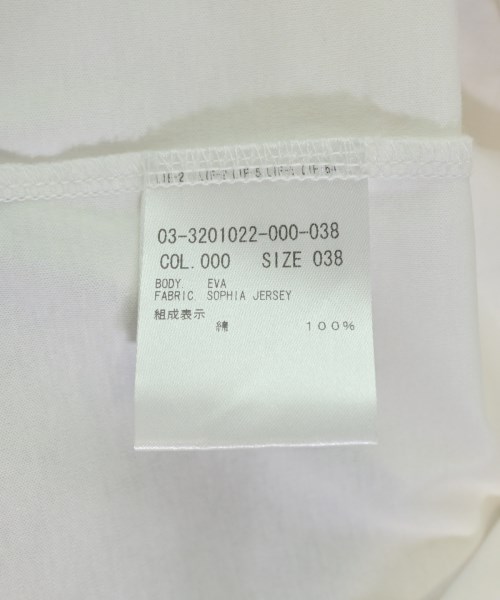 03-3201022-000-038
COL.000 SIZE 038
BODY. EVA
FABRIC. SOPHIA JERSEY
組成表示
綿 100%